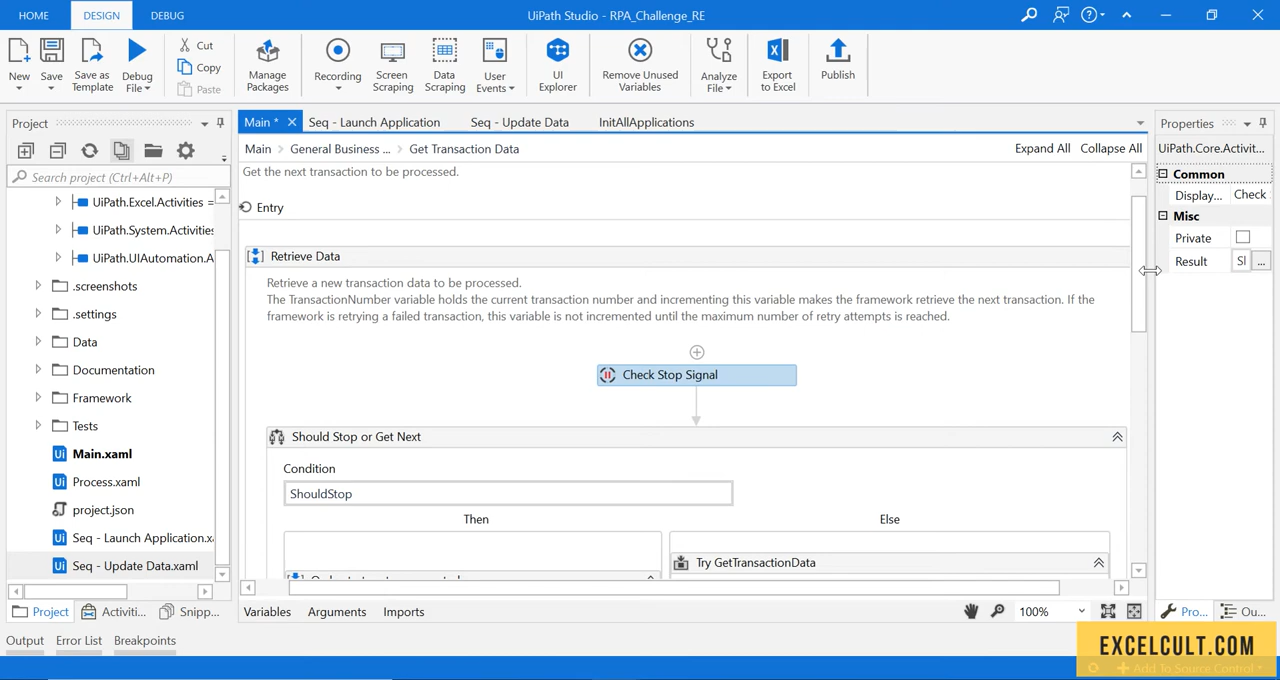 HOME DESIGN DEBUG UiPath Studio - RPA_Challenge_RE
New Save Save as Template Debug File Cut Copy Paste Manage Packages Recording Screen Scraping Data Scraping User Events UI Explorer Remove Unused Variables Analyze File Export to Excel Publish
Project Main * Seq - Launch Application Seq - Update Data InitAllApplications Properties
Main > General Business ... > Get Transaction Data Expand All Collapse All UiPath.Core.Activit...
Search project (Ctrl+Alt+P) Get the next transaction to be processed. Common
UiPath.Excel.Activities = Entry Display... Check
UiPath.System.Activities Misc
UiPath.UIAutomation.A Retrieve Data Private
Result Sl ...
.screenshots Retrieve a new transaction data to be processed.
.settings The TransactionNumber variable holds the current transaction number and incrementing this variable makes the framework retrieve the next transaction. If the
framework is retrying a failed transaction, this variable is not incremented until the maximum number of retry attempts is reached.
Data
Documentation Check Stop Signal
Framework
Tests Should Stop or Get Next
Main.xaml Condition
Process.xaml ShouldStop
project.json Then Else
Seq - Launch Application.x
Seq - Update Data.xaml Try GetTransactionData
Project Activiti... Snipp... Variables Arguments Imports 100% Pro... Ou...
Output Error List Breakpoints
EXCELCULT.COM
Add To Source Control